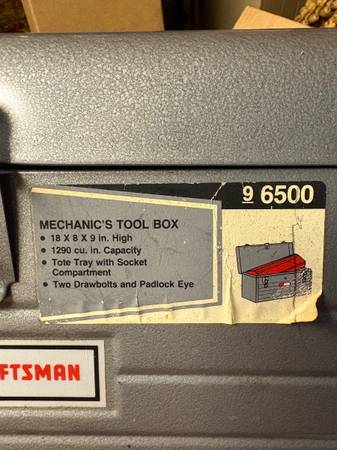 9 6500
MECHANIC'S TOOL BOX
• 18 X 8 X 9 in. High
• 1290 cu. in. Capacity
• Tote Tray with Socket
Compartment
• Two Drawbolts and Padlock Eye
FTSMAN